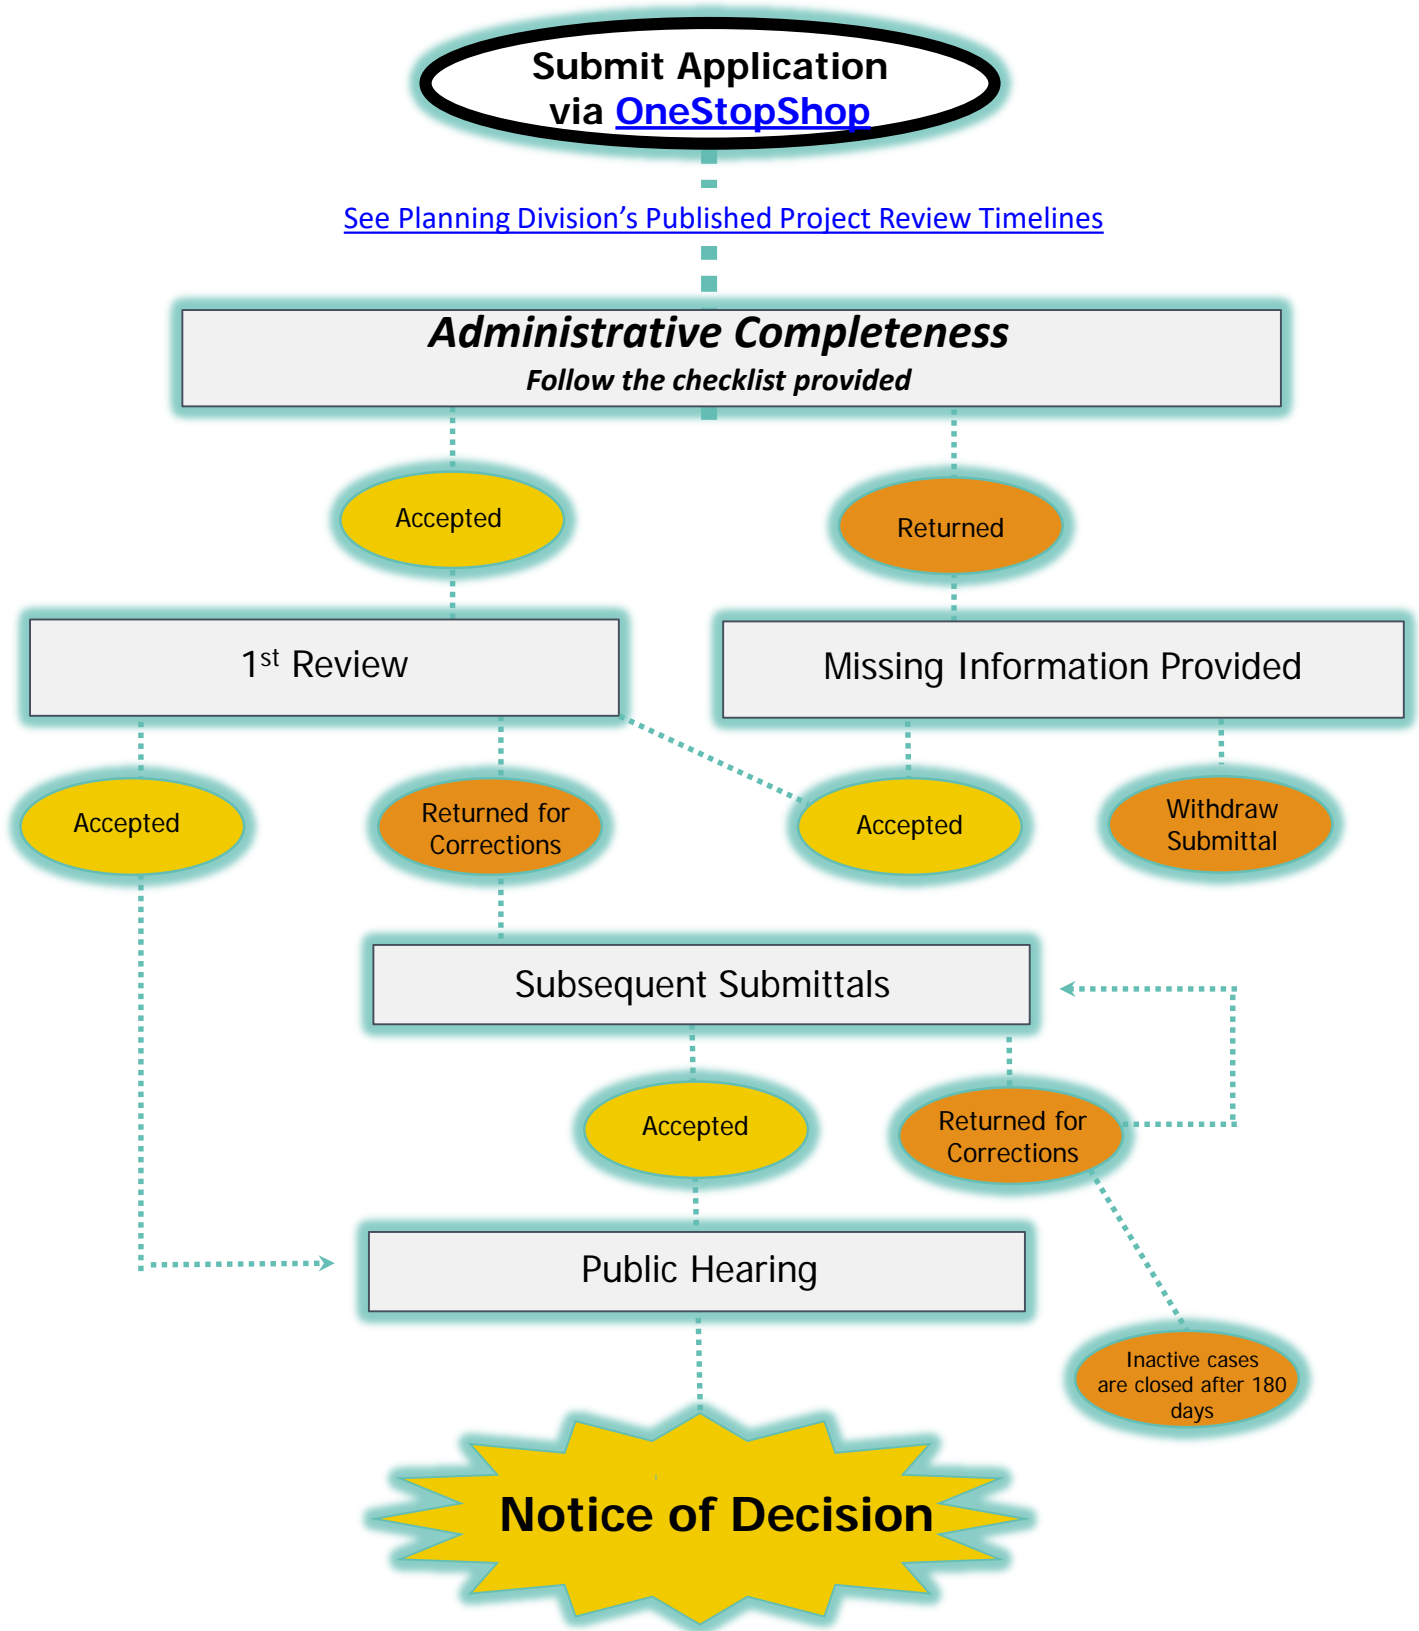 Submit Application
via OneStopShop
See Planning Division’s Published Project Review Timelines
Administrative Completeness
Follow the checklist provided
Accepted
Returned
1st Review
Missing Information Provided
Accepted
Returned for
Corrections
Accepted
Withdraw
Submittal
Subsequent Submittals
Accepted
Returned for
Corrections
Public Hearing
Inactive cases
are closed after 180
days
Notice of Decision